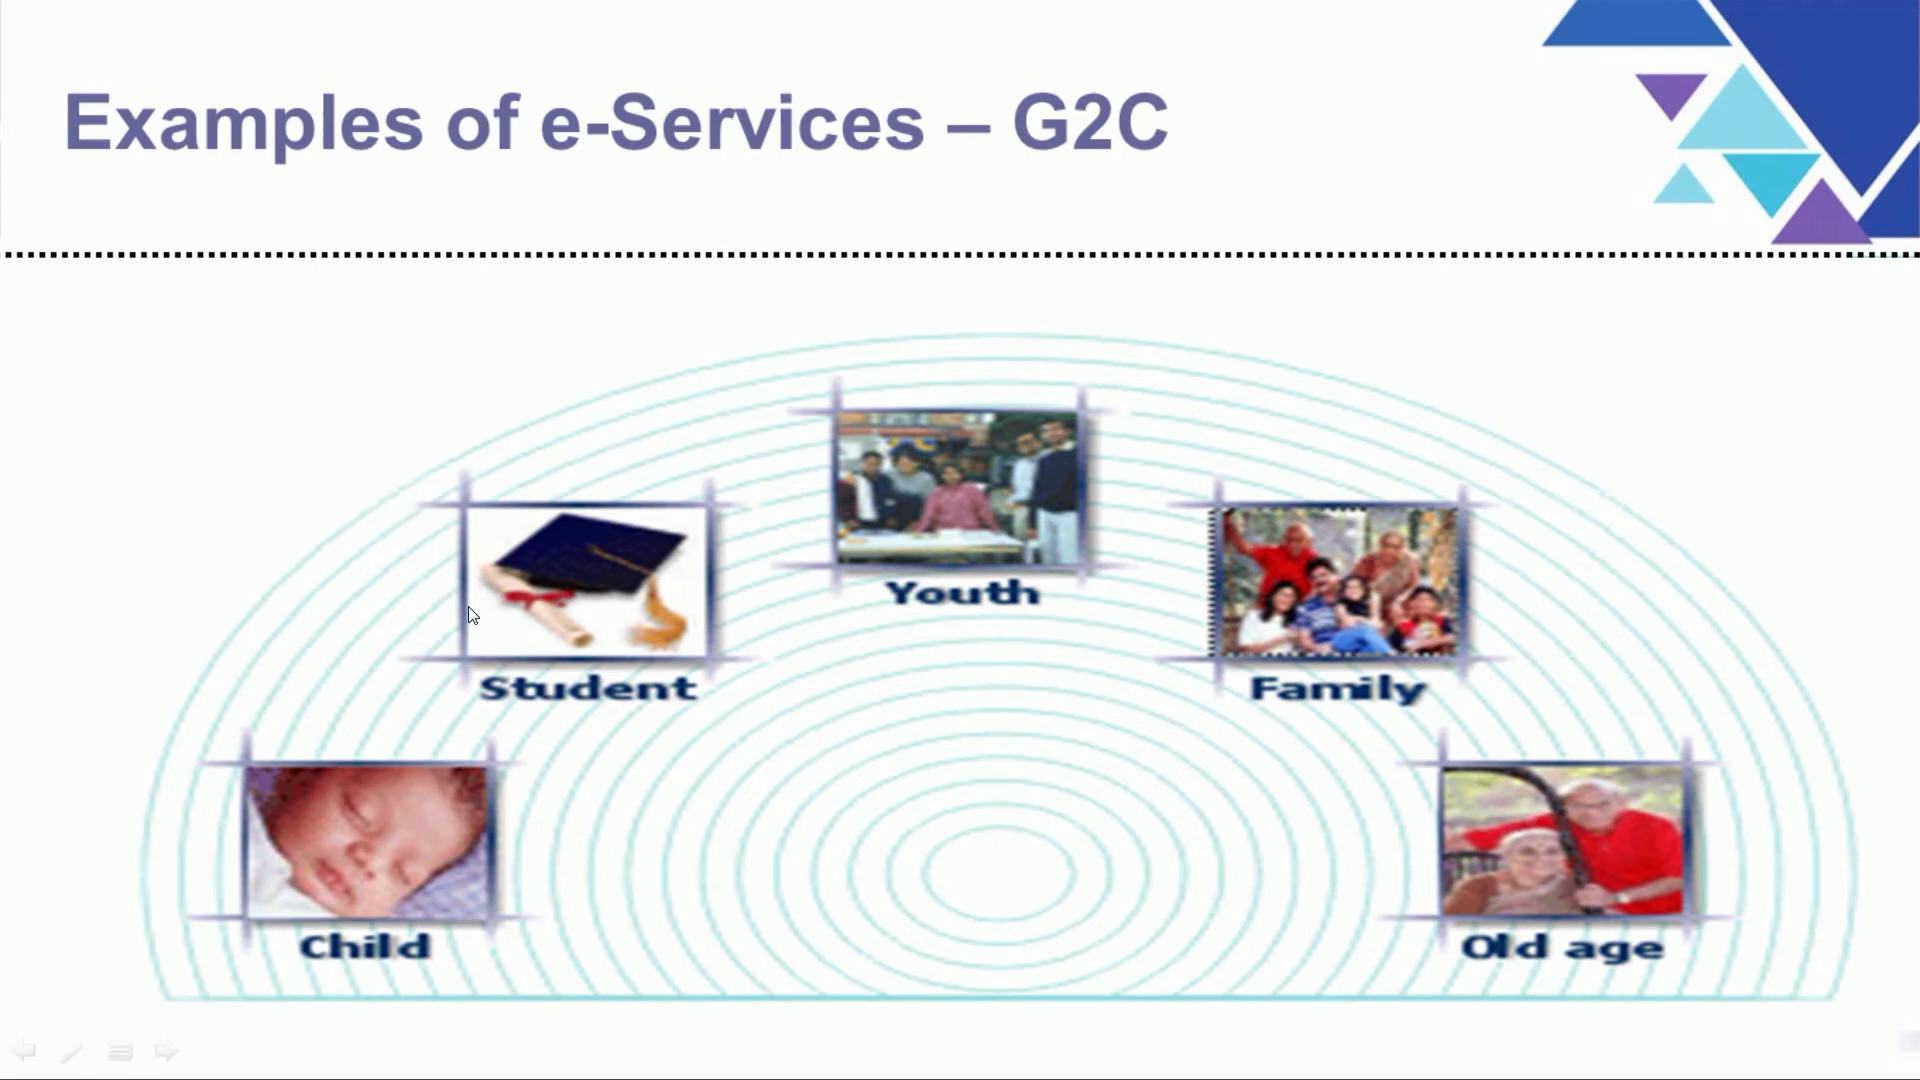 Examples of e-Services – G2C
Youth
Student
Family
Child
Old age